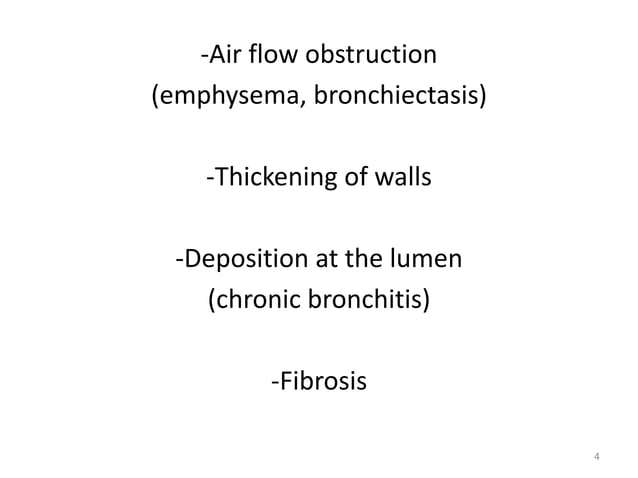 -Air flow obstruction
(emphysema, bronchiectasis)
-Thickening of walls
-Deposition at the lumen
(chronic bronchitis)
-Fibrosis
4